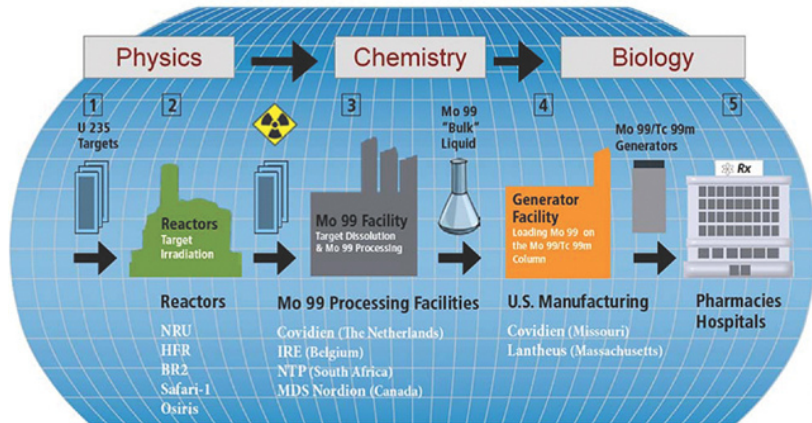 Physics
Chemistry
Biology
1
2
3
4
5
U 235
Targets
Mo 99
"Bulk"
Liquid
Mo 99/Tc 99m
Generators
Rx
Reactors
Target
Irradiation
Mo 99 Facility
Target Dissolution
& Mo 99 Processing
Generator
Facility
Loading Mo 99 on
the Mo 99/Tc 99m
Column
Reactors
NRU
HFR
BR2
Safari-1
Osiris
Mo 99 Processing Facilities
Covidien (The Netherlands)
IRE (Belgium)
NTP (South Africa)
MDS Nordion (Canada)
U.S. Manufacturing
Covidien (Missouri)
Lantheus (Massachusetts)
Pharmacies
Hospitals